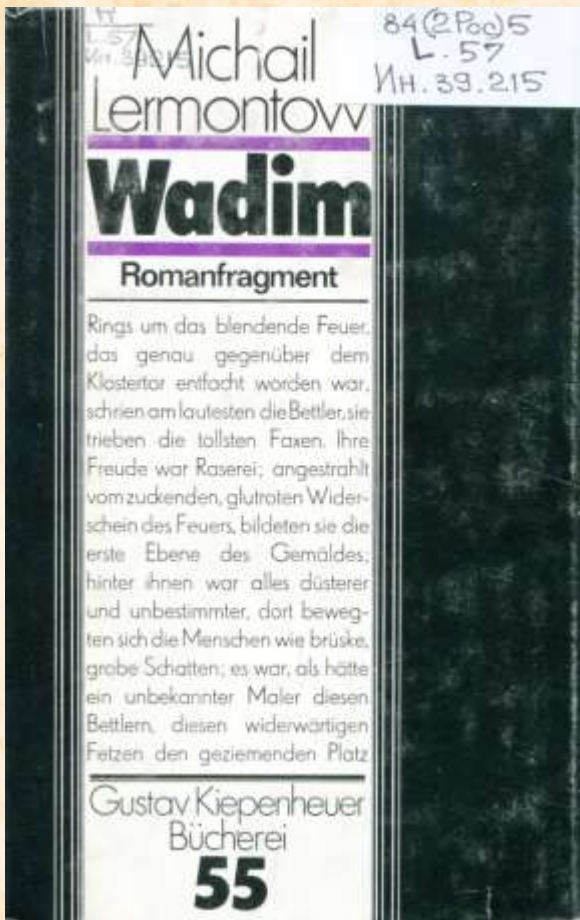 84(2Рос)5
L. 57
Ин. 39.215
Michail
Lermontow
Wadim
Romanfragment
Rings um das blendende Feuer,
das genau gegenüber dem
Klostertor entfacht worden war,
schrien am lautesten die Bettler, sie
trieben die tollsten Faxen. Ihre
Freude war Raserei; angestrahlt
vom zuckenden, glutroten Wider-
schein des Feuers, bildeten sie die
erste Ebene des Gemäldes;
hinter ihnen war alles düsterer
und unbestimmter, dort beweg-
ten sich die Menschen wie brüske,
grobe Schatten; es war, als hätte
ein unbekannter Maler diesen
Bettlern, diesen widerwärtigen
Fetzen den geziemenden Platz
Gustav Kiepenheuer
Bücherei
55